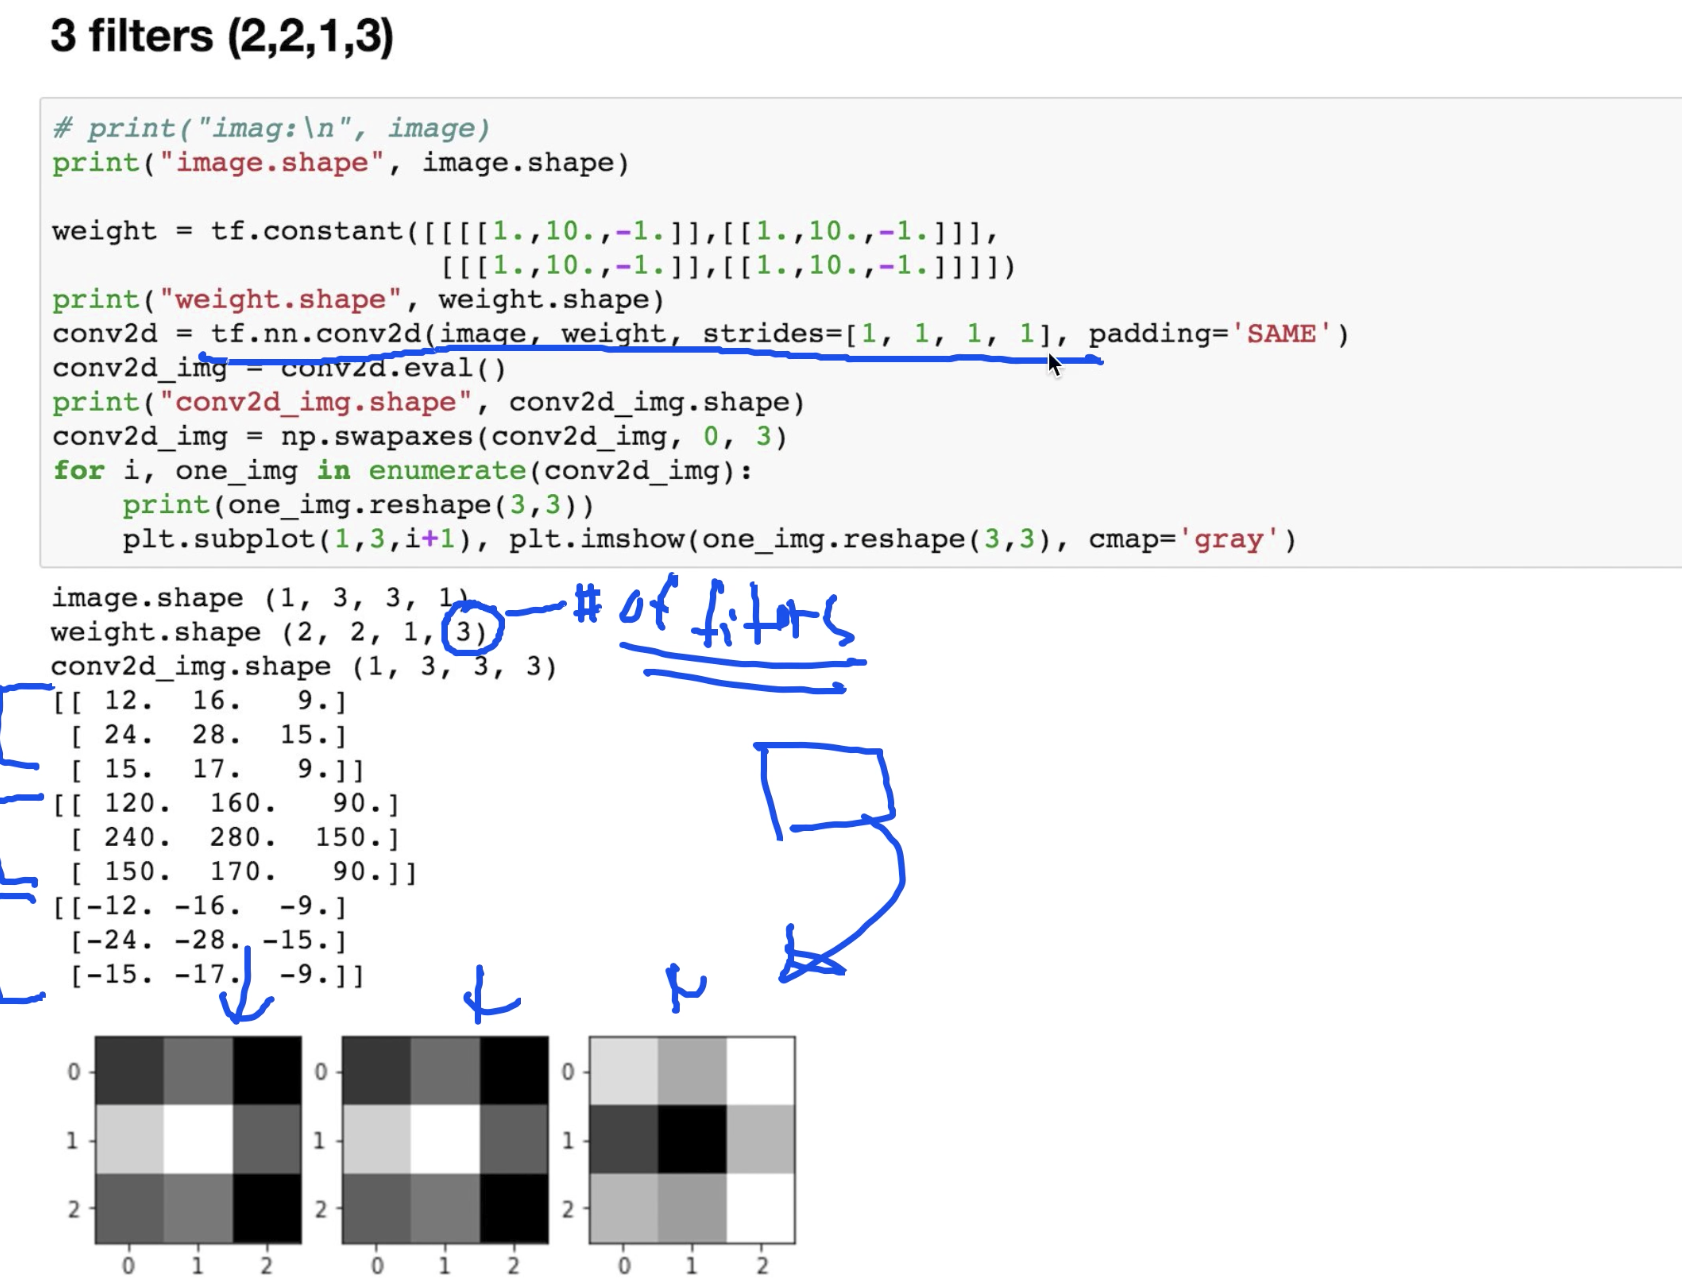 3 filters (2,2,1,3)
# print("imag:\n", image)
print("image.shape", image.shape)
weight = tf.constant([[[[1.,10.,-1.]],[[1.,10.,-1.]]],
[[[1.,10.,-1.]],[[1.,10.,-1.]]]])
print("weight.shape", weight.shape)
conv2d = tf.nn.conv2d(image, weight, strides=[1, 1, 1, 1], padding='SAME')
conv2d_img = conv2d.eval()
print("conv2d_img.shape", conv2d_img.shape)
conv2d_img = np.swapaxes(conv2d_img, 0, 3)
for i, one_img in enumerate(conv2d_img):
print(one_img.reshape(3,3))
plt.subplot(1,3,i+1), plt.imshow(one_img.reshape(3,3), cmap='gray')
image.shape (1, 3, 3, 1)
weight.shape (2, 2, 1, 3) # of filters
conv2d_img.shape (1, 3, 3, 3)
[[ 12. 16. 9.]
[ 24. 28. 15.]
[ 15. 17. 9.]]
[[ 120. 160. 90.]
[ 240. 280. 150.]
[ 150. 170. 90.]]
[[-12. -16. -9.]
[-24. -28. -15.]
[-15. -17. -9.]]
0 0 0
1 1 1
2 2 2
0 1 2 0 1 2 0 1 2